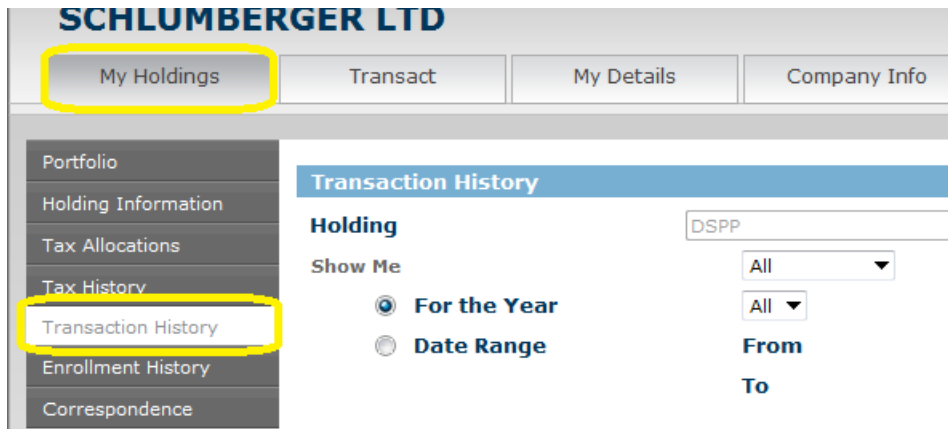 SCHLUMBERGER LTD
My Holdings Transact My Details Company Info
Portfolio
Holding Information
Tax Allocations
Tax History
Transaction History
Enrollment History
Correspondence
Transaction History
Holding DSPP
Show Me All
For the Year All
Date Range From
To